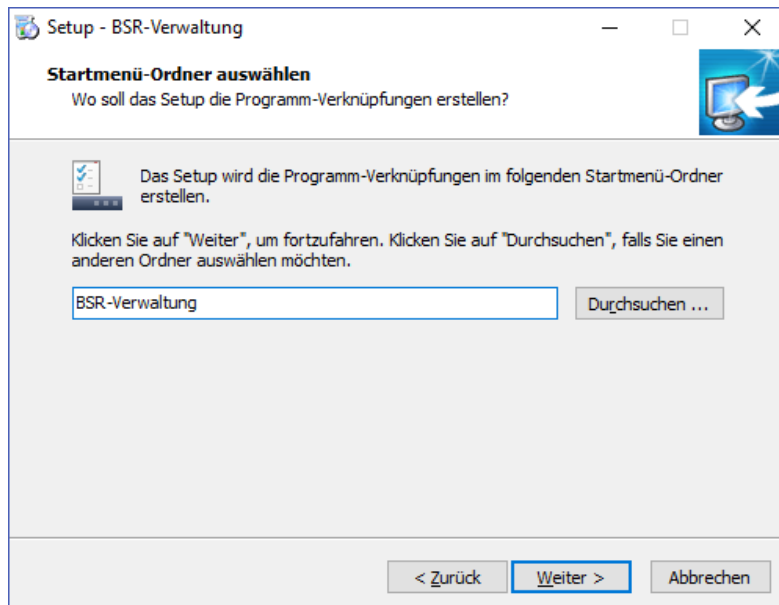 Setup - BSR-Verwaltung
Startmenü-Ordner auswählen
Wo soll das Setup die Programm-Verknüpfungen erstellen?
Das Setup wird die Programm-Verknüpfungen im folgenden Startmenü-Ordner
erstellen.
Klicken Sie auf "Weiter", um fortzufahren. Klicken Sie auf "Durchsuchen", falls Sie einen
anderen Ordner auswählen möchten.
BSR-Verwaltung
Durchsuchen ...
< Zurück
Weiter >
Abbrechen